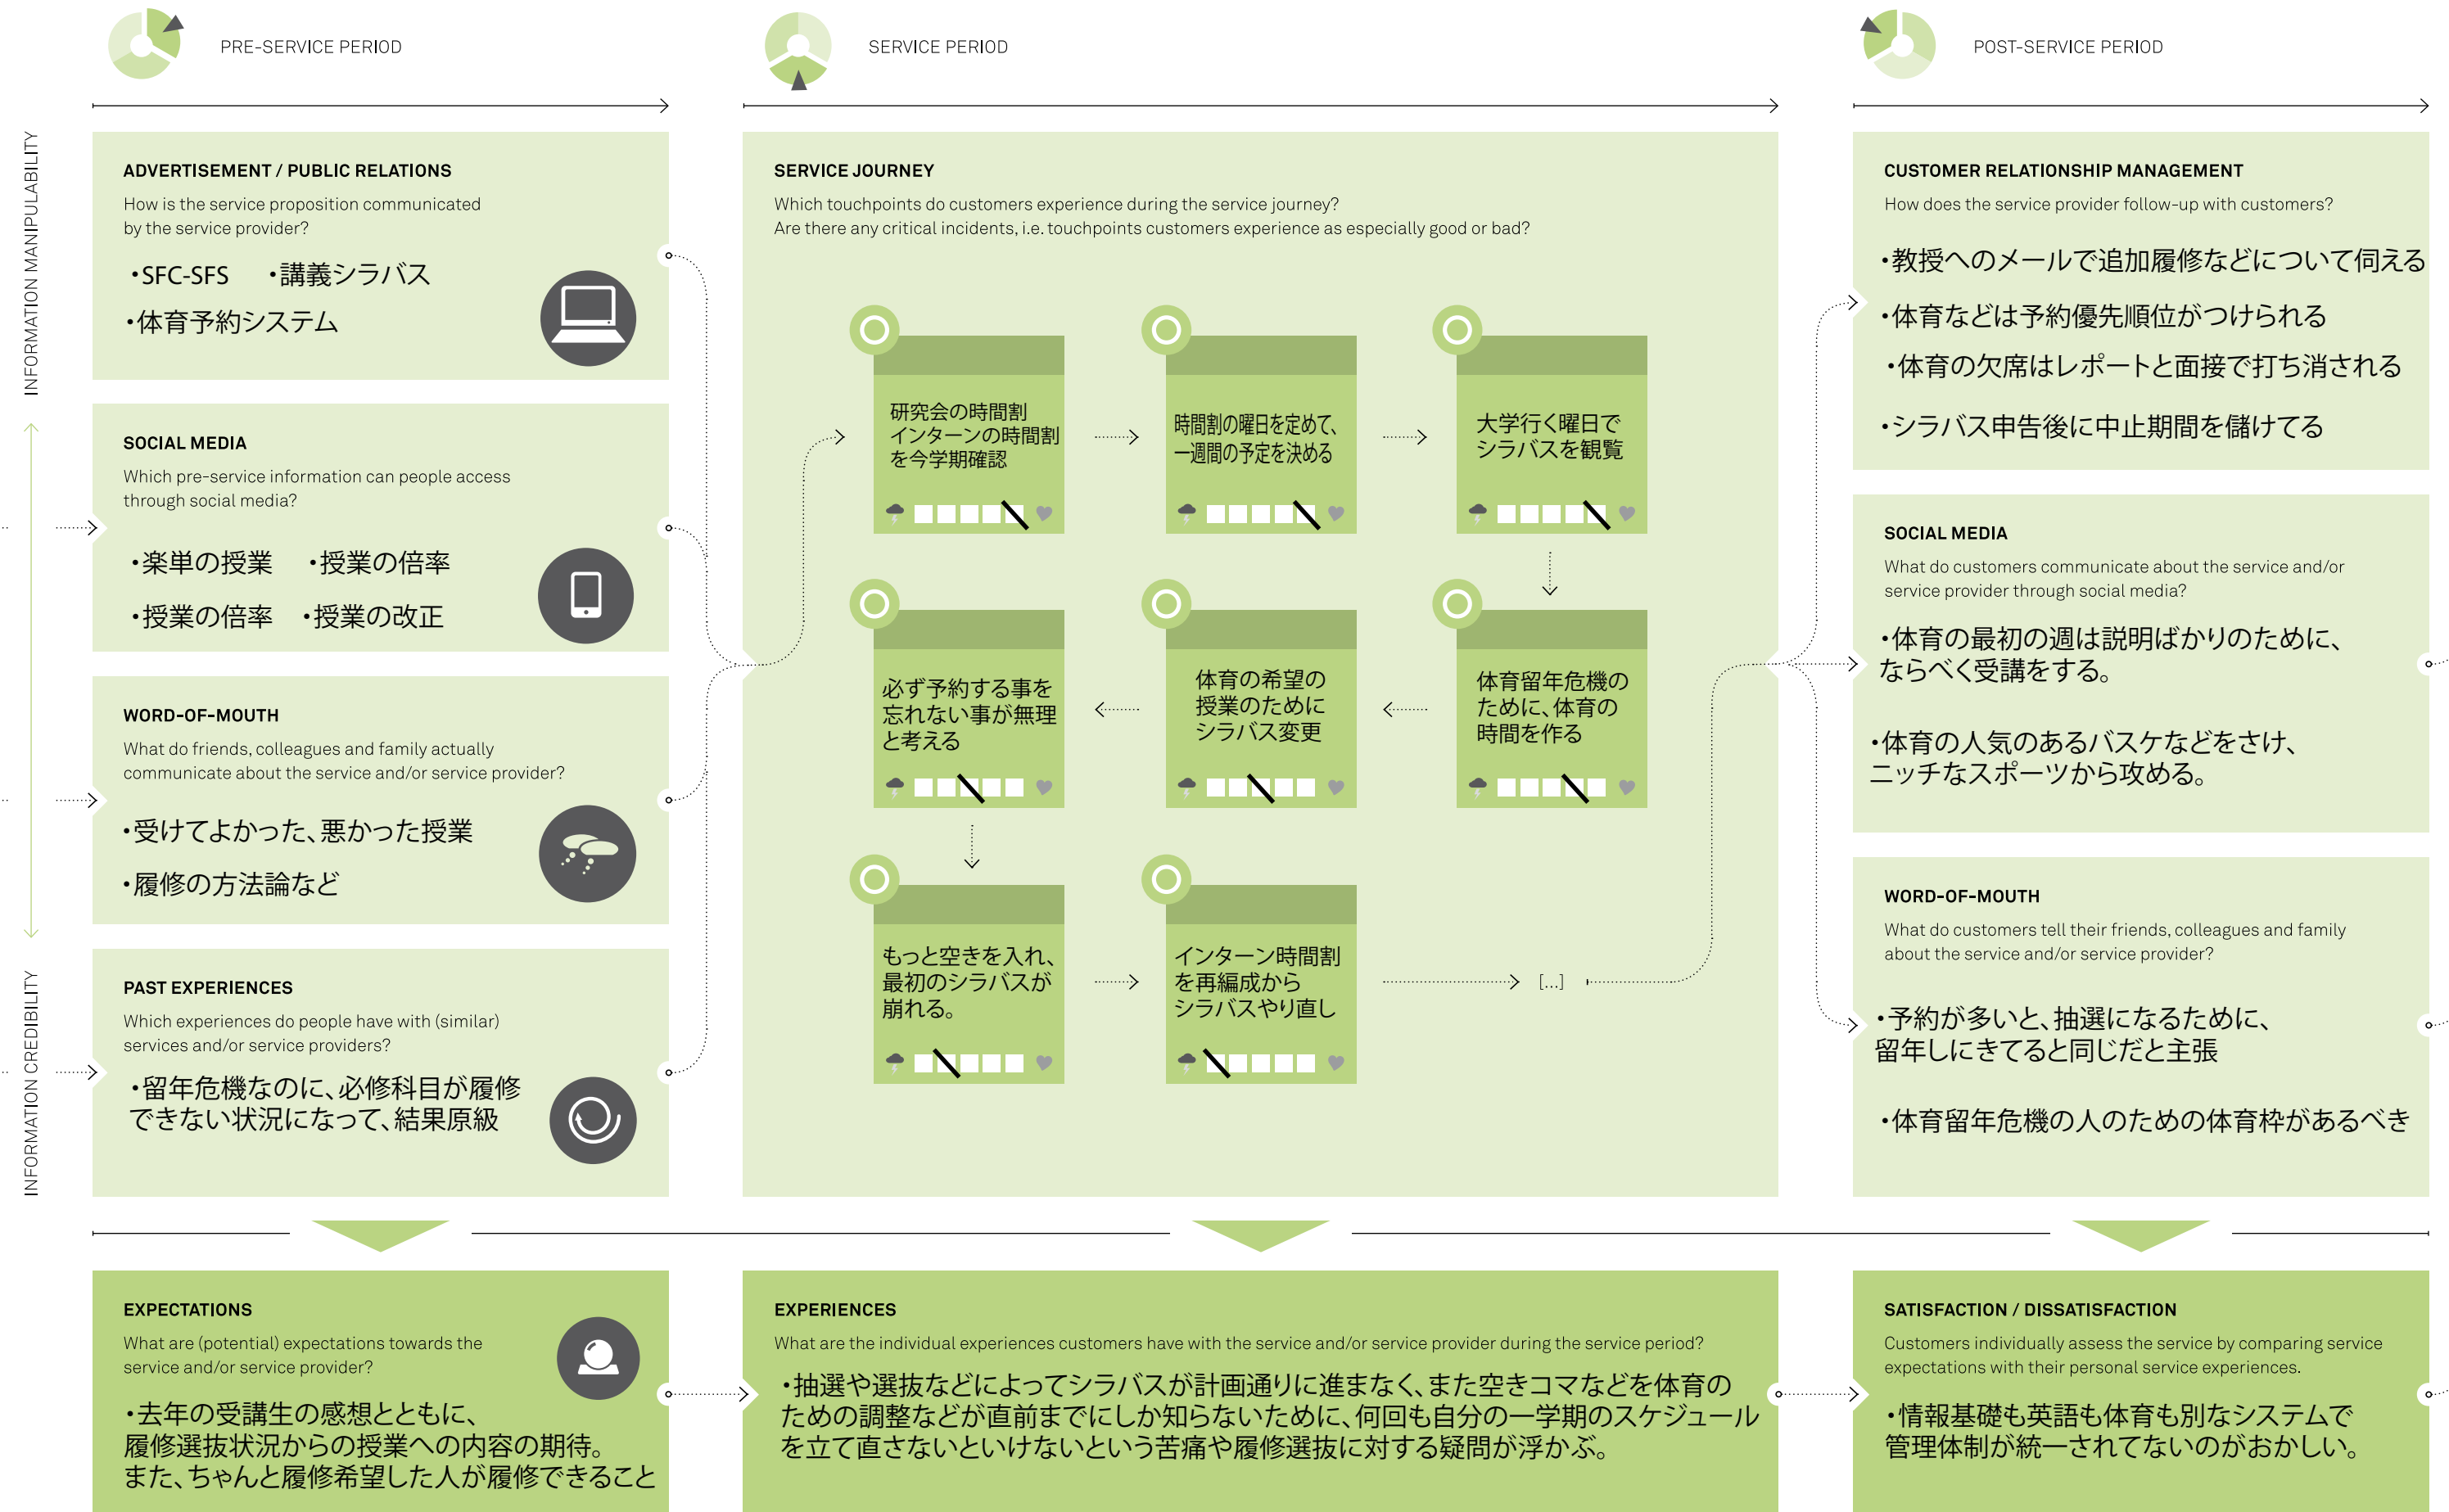 PRE-SERVICE PERIOD
SERVICE PERIOD
POST-SERVICE PERIOD
INFORMATION MANIPULABILITY
INFORMATION CREDIBILITY
ADVERTISEMENT / PUBLIC RELATIONS
How is the service proposition communicated
by the service provider?
・SFC-SFS ・講義シラバス
・体育予約システム
SOCIAL MEDIA
Which pre-service information can people access
through social media?
・楽単の授業 ・授業の倍率
・授業の倍率 ・授業の改正
WORD-OF-MOUTH
What do friends, colleagues and family actually
communicate about the service and/or service provider?
・受けてよかった、悪かった授業
・履修の方法論など
PAST EXPERIENCES
Which experiences do people have with (similar)
services and/or service providers?
・留年危機なのに、必修科目が履修
できない状況になって、結果原級
SERVICE JOURNEY
Which touchpoints do customers experience during the service journey?
Are there any critical incidents, i.e. touchpoints customers experience as especially good or bad?
研究会の時間割
インターンの時間割
を今学期確認
時間割の曜日を定めて、
一週間の予定を決める
大学行く曜日で
シラバスを観覧
体育留年危機の
ために、体育の
時間を作る
体育の希望の
授業のために
シラバス変更
必ず予約する事を
忘れない事が無理
と考える
もっと空きを入れ、
最初のシラバスが
崩れる。
インターン時間割
を再編成から
シラバスやり直し
[...]
CUSTOMER RELATIONSHIP MANAGEMENT
How does the service provider follow-up with customers?
・教授へのメールで追加履修などについて伺える
・体育などは予約優先順位がつけられる
・体育の欠席はレポートと面接で打ち消される
・シラバス申告後に中止期間を儲けてる
SOCIAL MEDIA
What do customers communicate about the service and/or
service provider through social media?
・体育の最初の週は説明ばかりのために、
ならべく受講をする。
・体育の人気のあるバスケなどをさけ、
ニッチなスポーツから攻める。
WORD-OF-MOUTH
What do customers tell their friends, colleagues and family
about the service and/or service provider?
・予約が多いと、抽選になるために、
留年しにきてると同じだと主張
・体育留年危機の人のための体育枠があるべき
EXPECTATIONS
What are (potential) expectations towards the
service and/or service provider?
・去年の受講生の感想とともに、
履修選抜状況からの授業への内容の期待。
また、ちゃんと履修希望した人が履修できること
EXPERIENCES
What are the individual experiences customers have with the service and/or service provider during the service period?
・抽選や選抜などによってシラバスが計画通りに進まなく、また空きコマなどを体育の
ための調整などが直前までにしか知らないために、何回も自分の一学期のスケジュール
を立て直さないといけないという苦痛や履修選抜に対する疑問が浮かぶ。
SATISFACTION / DISSATISFACTION
Customers individually assess the service by comparing service
expectations with their personal service experiences.
・情報基礎も英語も体育も別なシステムで
管理体制が統一されてないのがおかしい。